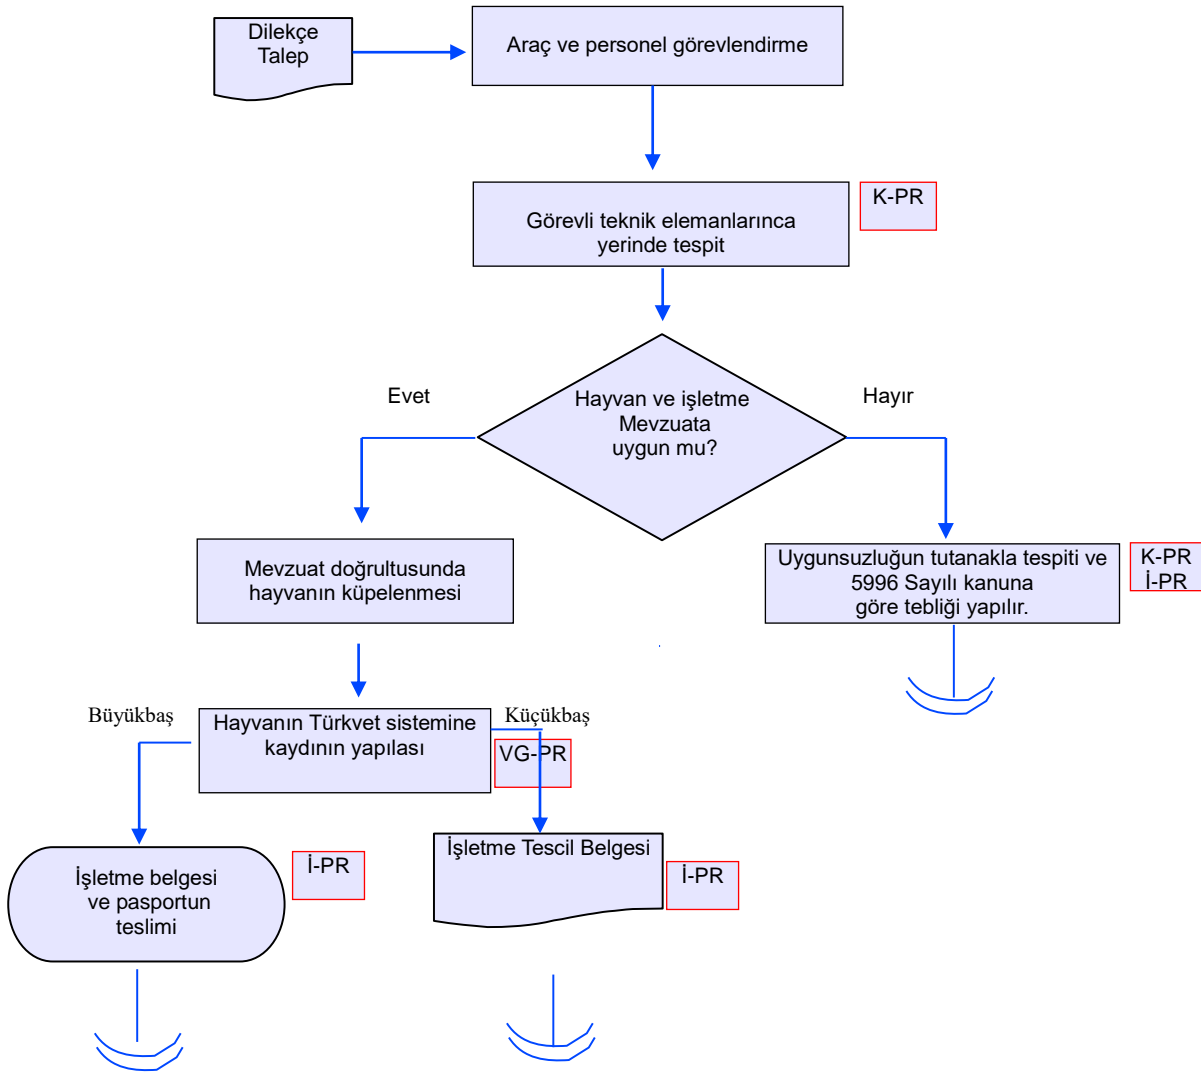 Dilekçe
Talep
Araç ve personel görevlendirme
Görevli teknik elemanlarınca
yerinde tespit
K-PR
Hayvan ve işletme
Mevzuata
uygun mu?
Evet
Hayır
Mevzuat doğrultusunda
hayvanın küpelenmesi
Uygunsuzluğun tutanakla tespiti ve
5996 Sayılı kanuna
göre tebliği yapılır.
K-PR
İ-PR
Büyükbaş
Hayvanın Türkvet sistemine
kaydının yapılası
Küçükbaş
VG-PR
İşletme belgesi
ve pasportun
teslimi
İ-PR
İşletme Tescil Belgesi
İ-PR